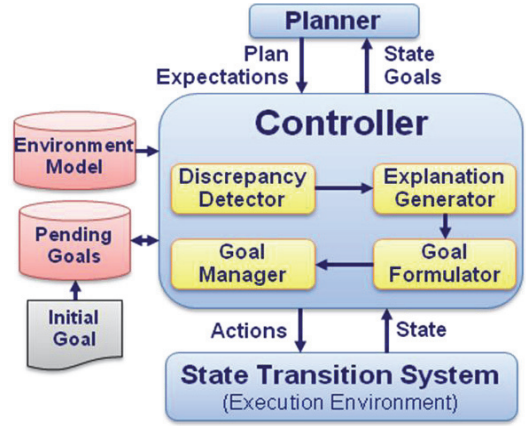 Planner
Plan
Expectations
State
Goals
Controller
Environment
Model
Discrepancy
Detector
Explanation
Generator
Pending
Goals
Goal
Manager
Goal
Formulator
Initial
Goal
Actions
State
State Transition System
(Execution Environment)